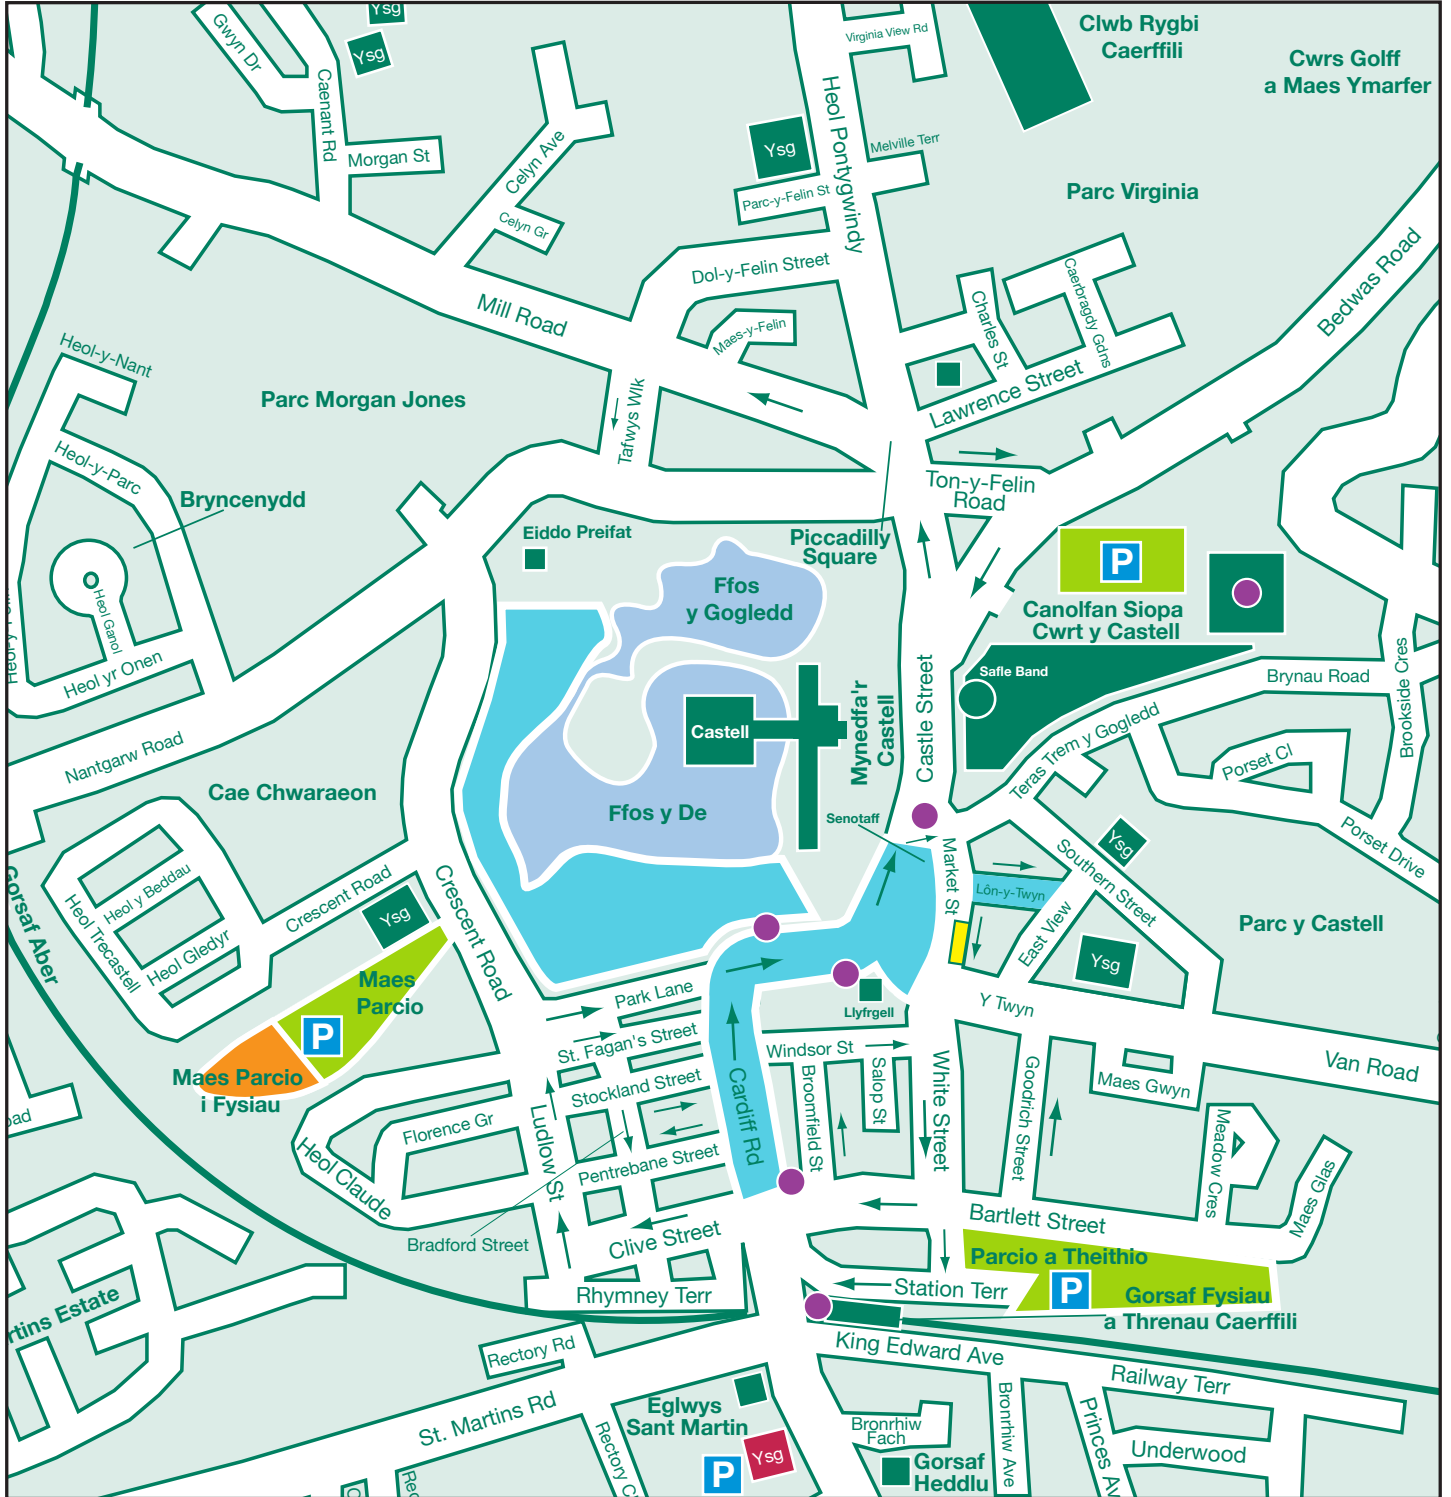 Ysg
Gwyn Dr
Ysg
Caenant Rd
Morgan St
Celyn Ave
Celyn Gr
Virginia View Rd
Clwb Rygbi
Caerffili
Cwrs Golff
a Maes Ymarfer
Heol Pontygwindy
Ysg
Melville Terr
Parc-y-Felin St
Parc Virginia
Dol-y-Felin Street
Mill Road
Maes-y-Felin
Charles St
Caerbragdy Gdns
Lawrence Street
Bedwas Road
Heol-y-Nant
Parc Morgan Jones
Tafwys Wlk
Heol-y-Parc
Bryncenydd
Ton-y-Felin
Road
Eiddo Preifat
Piccadilly
Square
P
Ffos
y Gogledd
Canolfan Siopa
Cwrt y Castell
Heol Ganol
Heol yr Onen
Nantgarw Road
Safle Band
Brynau Road
Brookside Cres
Castell
Mynedfa'r
Castell
Castle Street
Teras Trem y Gogledd
Porset Cl
Porset Drive
Cae Chwaraeon
Ffos y De
Senotaff
Market St
Southern Street
Ysg
Lôn-y-Twyn
East View
Ysg
Parc y Castell
Gorsaf Aber
Heol y Beddau
Heol Trecastell
Heol Gledyr
Crescent Road
Ysg
Crescent Road
Maes
Parcio
P
Maes Parcio
i Fysiau
Park Lane
St. Fagan's Street
Stockland Street
Llyfrgell
Y Twyn
Windsor St
Van Road
Maes Gwyn
Salop St
Broomfield St
White Street
Goodrich Street
Meadow Cres
Maes Glas
Cardiff Rd
Florence Gr
Heol Claude
Ludlow St
Pentrebane Street
Bradford Street
Clive Street
Rhymney Terr
Bartlett Street
Parcio a Theithio
P
Station Terr
Gorsaf Fysiau
a Threnau Caerffili
King Edward Ave
Railway Terr
Rectory Rd
St. Martins Rd
Eglwys
Sant Martin
Ysg
P
Bronrhiw
Fach
Gorsaf
Heddlu
Bronrhiw Ave
Underwood